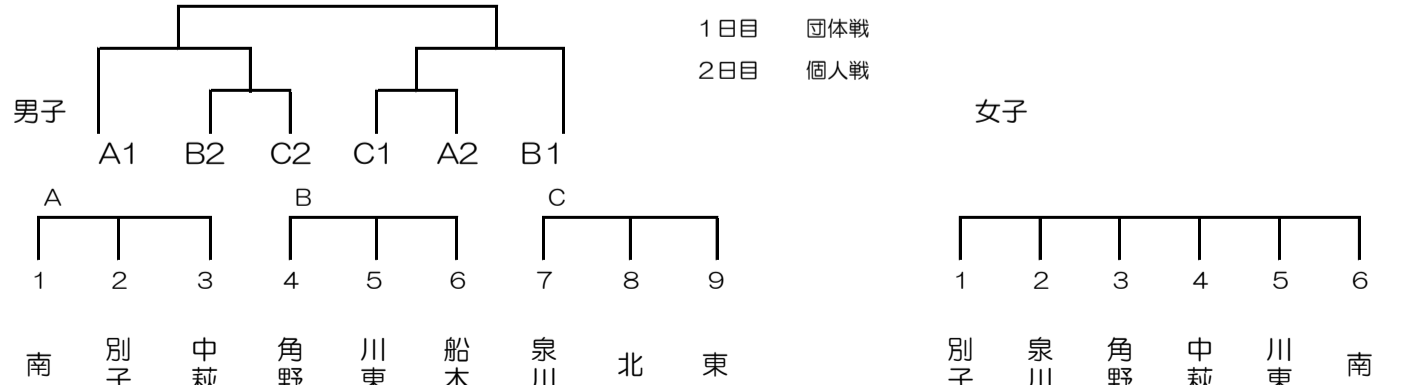 1日目 団体戦
2日目 個人戦
男子
女子
A1 B2 C2 C1 A2 B1
A B C
1 2 3 4 5 6 7 8 9
1 2 3 4 5 6
南 別子 中萩 角野 川東 船木 泉川 北 東
別子 泉川 角野 中萩 川東 南